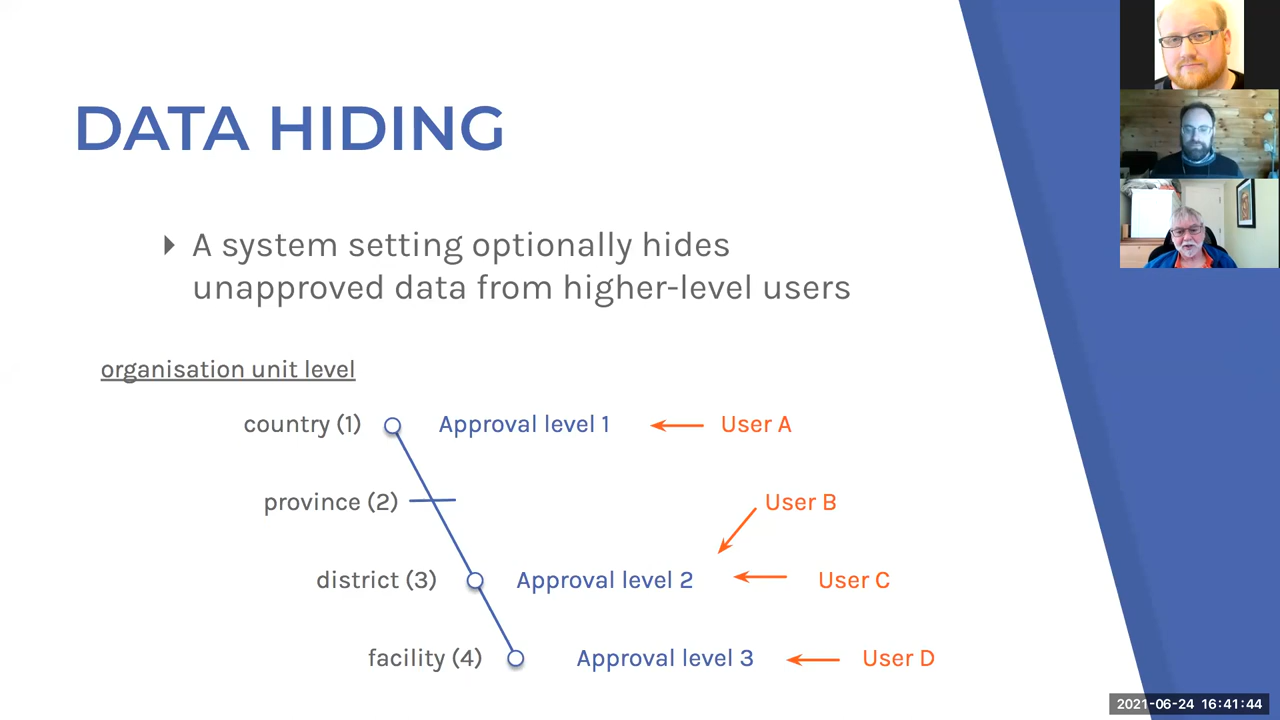 DATA HIDING
A system setting optionally hides
unapproved data from higher-level users
organisation unit level
country (1) Approval level 1 User A
province (2) User B
district (3) Approval level 2 User C
facility (4) Approval level 3 User D
2021-06-24 16:41:44